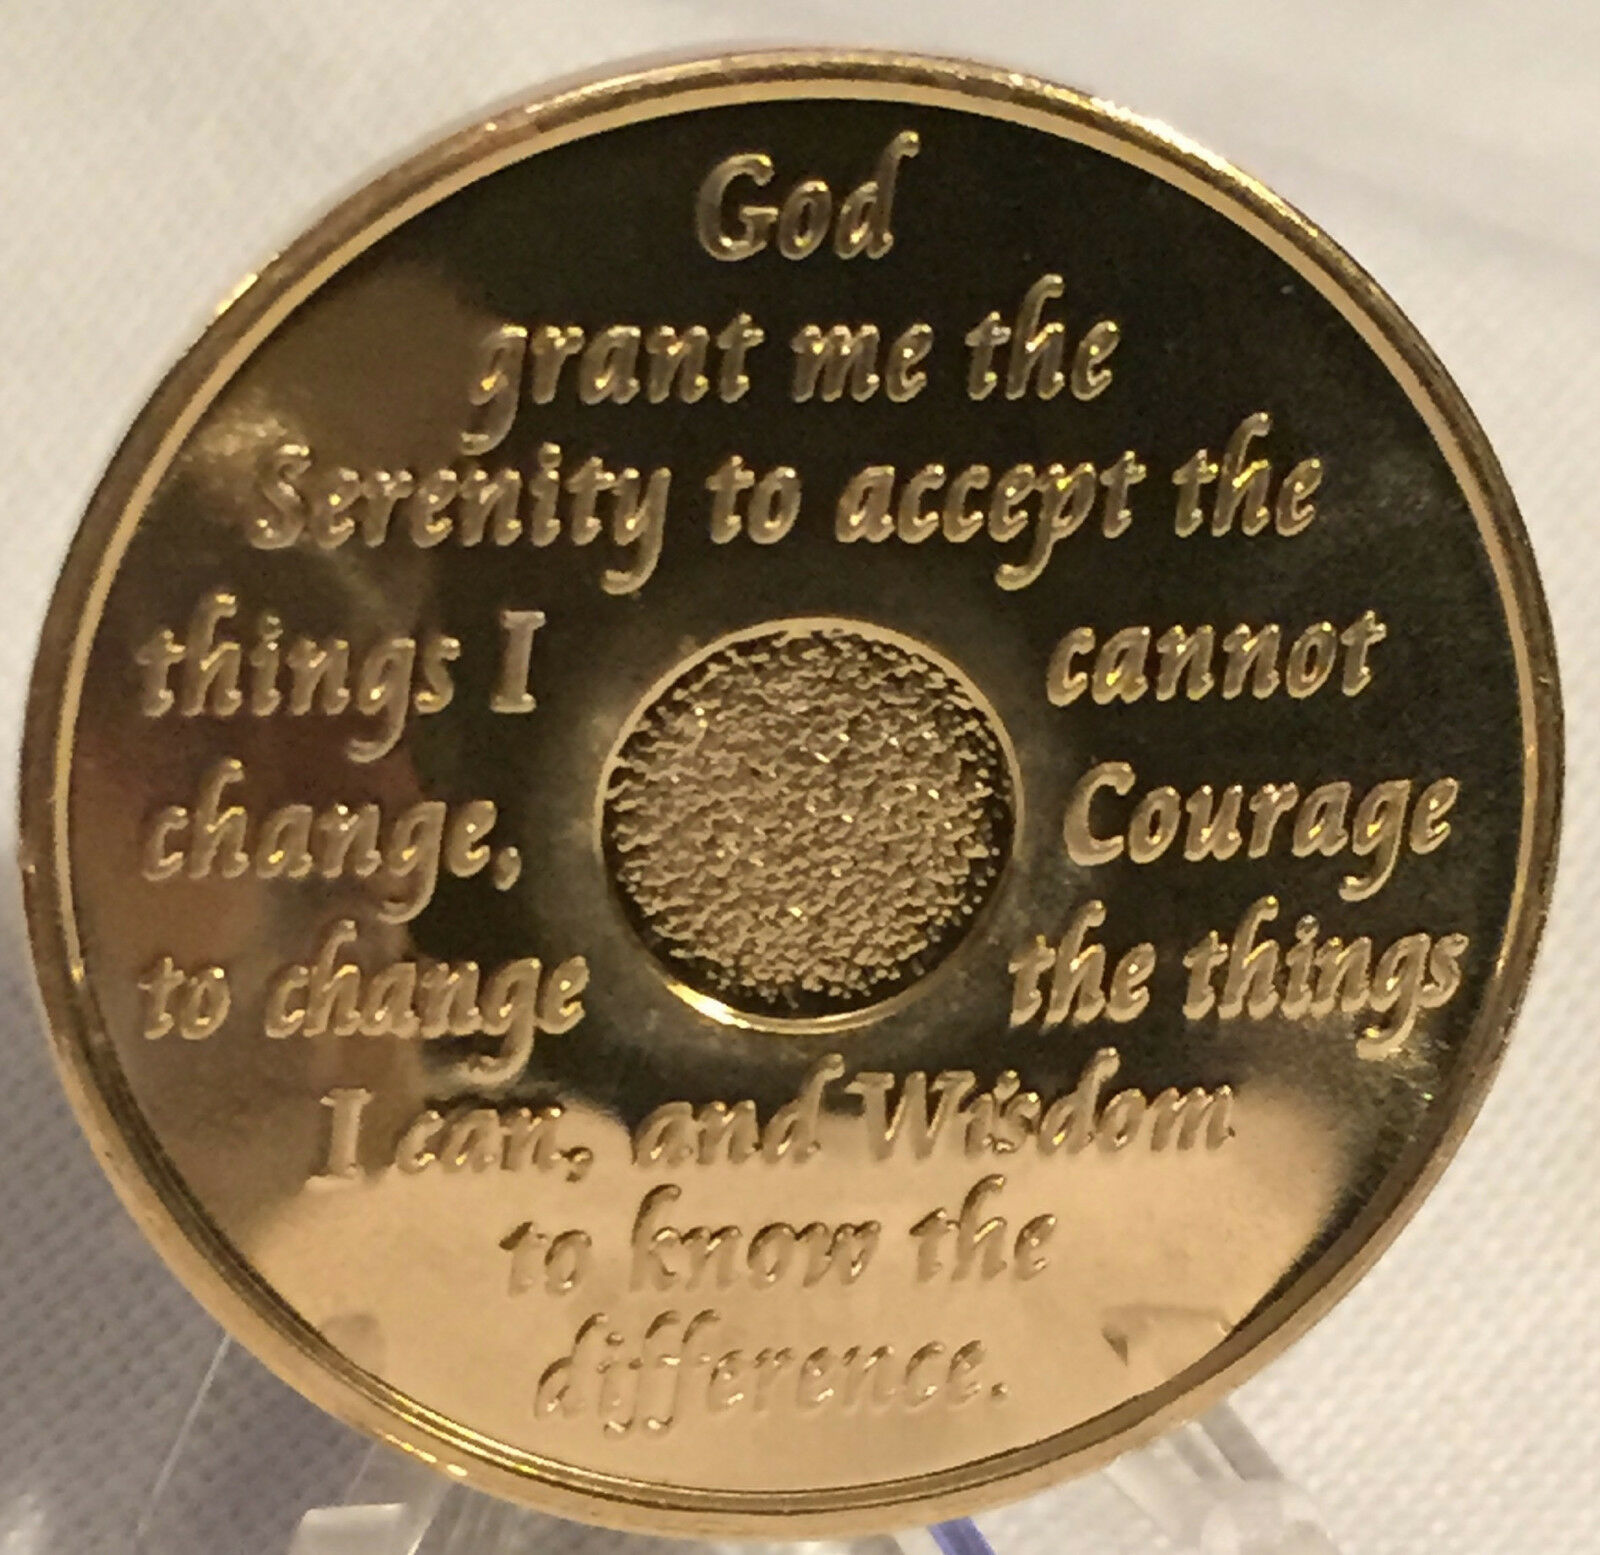 God
grant me the
Serenity to accept the
things I cannot
change, Courage
to change the things
I can, and Wisdom
to know the
difference.